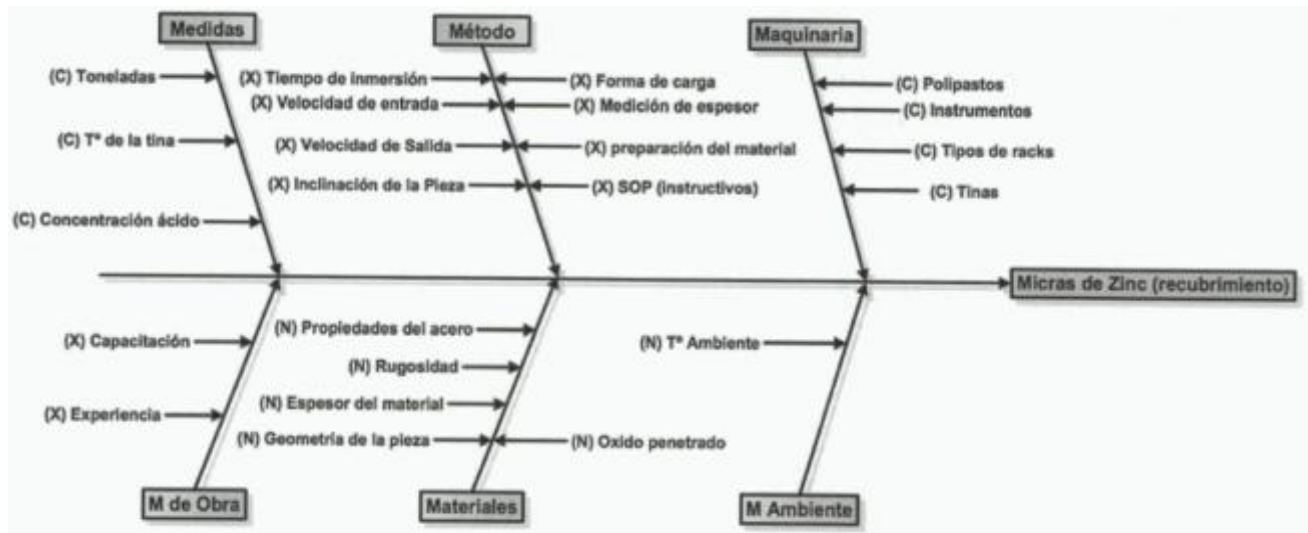 Medidas
Método
Maquinaria
(C) Toneladas
(X) Tiempo de inmersión
(X) Forma de carga
(C) Polipastos
(X) Velocidad de entrada
(X) Medición de espesor
(C) Instrumentos
(C) Tª de la tina
(X) Velocidad de Salida
(X) preparación del material
(C) Tipos de racks
(X) Inclinación de la Pieza
(X) SOP (instructivos)
(C) Tinas
(C) Concentración ácido
Micras de Zinc (recubrimiento)
(X) Capacitación
(N) Propiedades del acero
(N) Tª Ambiente
(N) Rugosidad
(X) Experiencia
(N) Espesor del material
(N) Geometría de la pieza
(N) Oxido penetrado
M de Obra
Materiales
M Ambiente